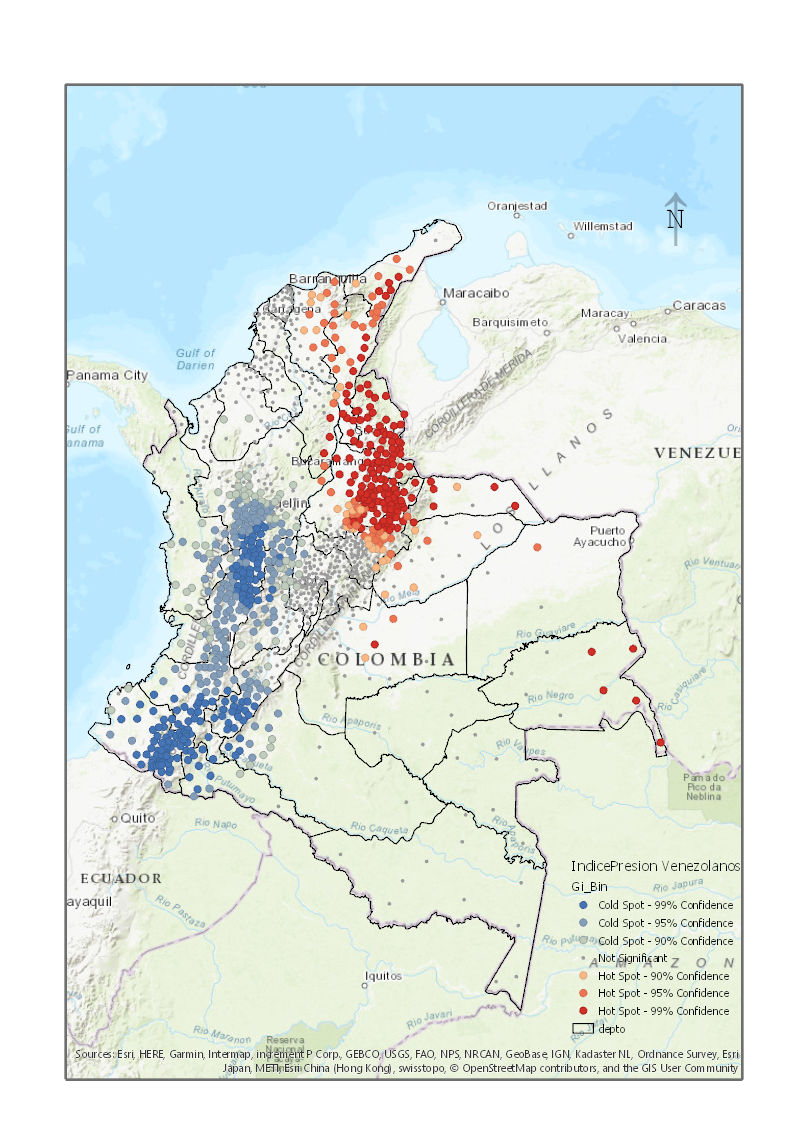 Oranjestad
Willemstad
N
Barranquilla
Maracaibo
Cartagena
Caracas
Maracay
Barquisimeto
Valencia
Gulf of
Darien
Panama City
Gulf of
Panama
CORDILLERA DE MERIDA
LLANOS
VENEZUE
Bucaramanga
ellin
LO
Puerto
Ayacucho
Rio Ventuari
Rio Meta
Rio Guaviare
COLOMBIA
Rio Negro
Rio Casiquiare
Rio Apaporis
Rio Vaupes
Putumayo
Parna do
Pico da
Neblina
Quito
Rio Napo
Rio Caqueta
ECUADOR
ayaquil
Rio Pastaza
IndicePresion Venezolanos
Gi_Bin
Rio Japura
Cold Spot - 99% Confidence
Cold Spot - 95% Confidence
Cold Spot - 90% Confidence
Not Significant
AMAZON
Hot Spot - 90% Confidence
Hot Spot - 95% Confidence
Hot Spot - 99% Confidence
depto
Iquitos
Rio Javari
Rio Maranon
Reserva
Nacional
Sources: Esri, HERE, Garmin, Intermap, increment P Corp., GEBCO, USGS, FAO, NPS, NRCAN, GeoBase, IGN, Kadaster NL, Ordnance Survey, Esri
Japan, METI, Esri China (Hong Kong), swisstopo, © OpenStreetMap contributors, and the GIS User Community